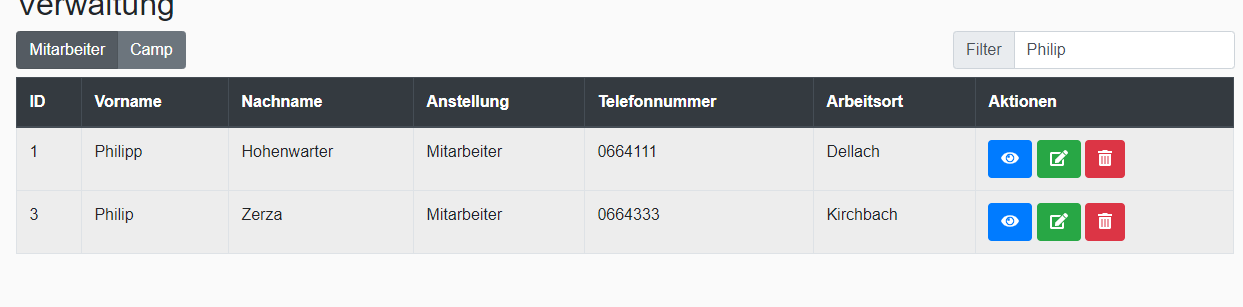 Verwaltung
Mitarbeiter Camp Filter Philip
ID Vorname Nachname Anstellung Telefonnummer Arbeitsort Aktionen
1 Philipp Hohenwarter Mitarbeiter 0664111 Dellach
3 Philip Zerza Mitarbeiter 0664333 Kirchbach